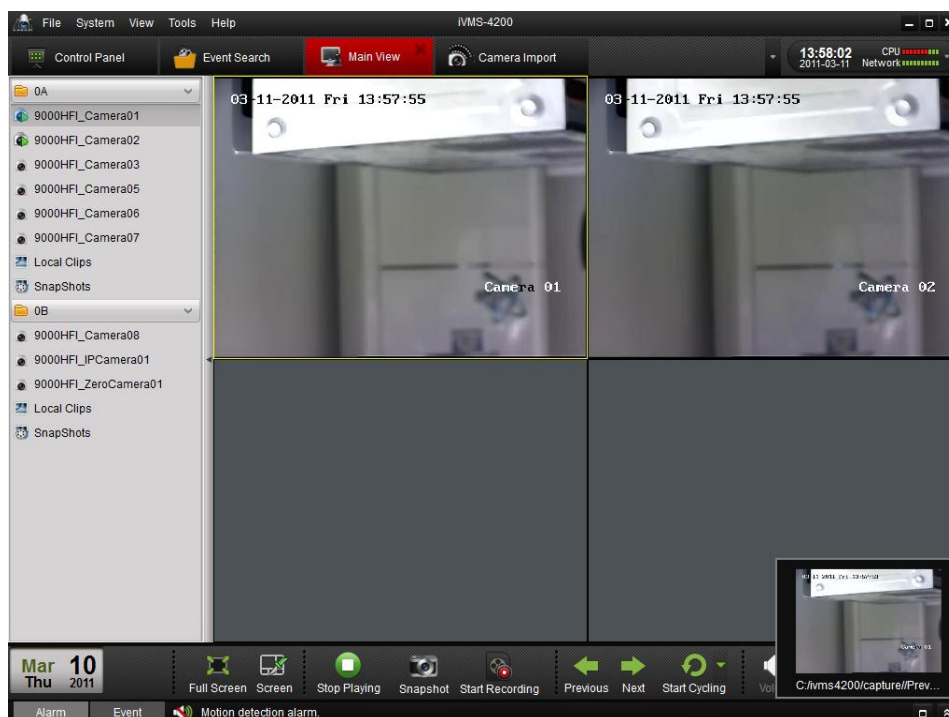 File System View Tools Help
iVMS-4200
Control Panel
Event Search
Main View
Camera Import
13:58:02
2011-03-11
CPU
Network
0A
9000HFI_Camera01
9000HFI_Camera02
9000HFI_Camera03
9000HFI_Camera05
9000HFI_Camera06
9000HFI_Camera07
Local Clips
SnapShots
0B
9000HFI_Camera08
9000HFI_IPCamera01
9000HFI_ZeroCamera01
Local Clips
SnapShots
03-11-2011 Fri 13:57:55
Camera 01
03-11-2011 Fri 13:57:55
Camera 02
Camera 01
C:/ivms4200/capture//Prev...
Mar 10
Thu 2011
Full Screen
Screen
Stop Playing
Snapshot
Start Recording
Previous
Next
Start Cycling
Alarm
Event
Motion detection alarm.